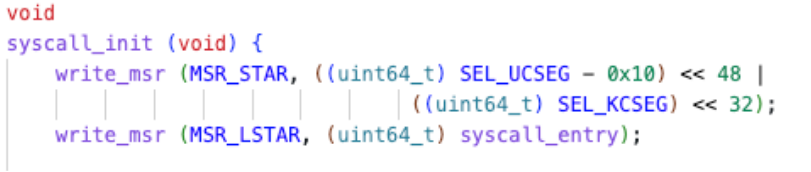 void
syscall_init (void) {
    write_msr (MSR_STAR, ((uint64_t) SEL_UCSEG - 0x10) << 48 |
                            ((uint64_t) SEL_KCSEG) << 32);
    write_msr (MSR_LSTAR, (uint64_t) syscall_entry);